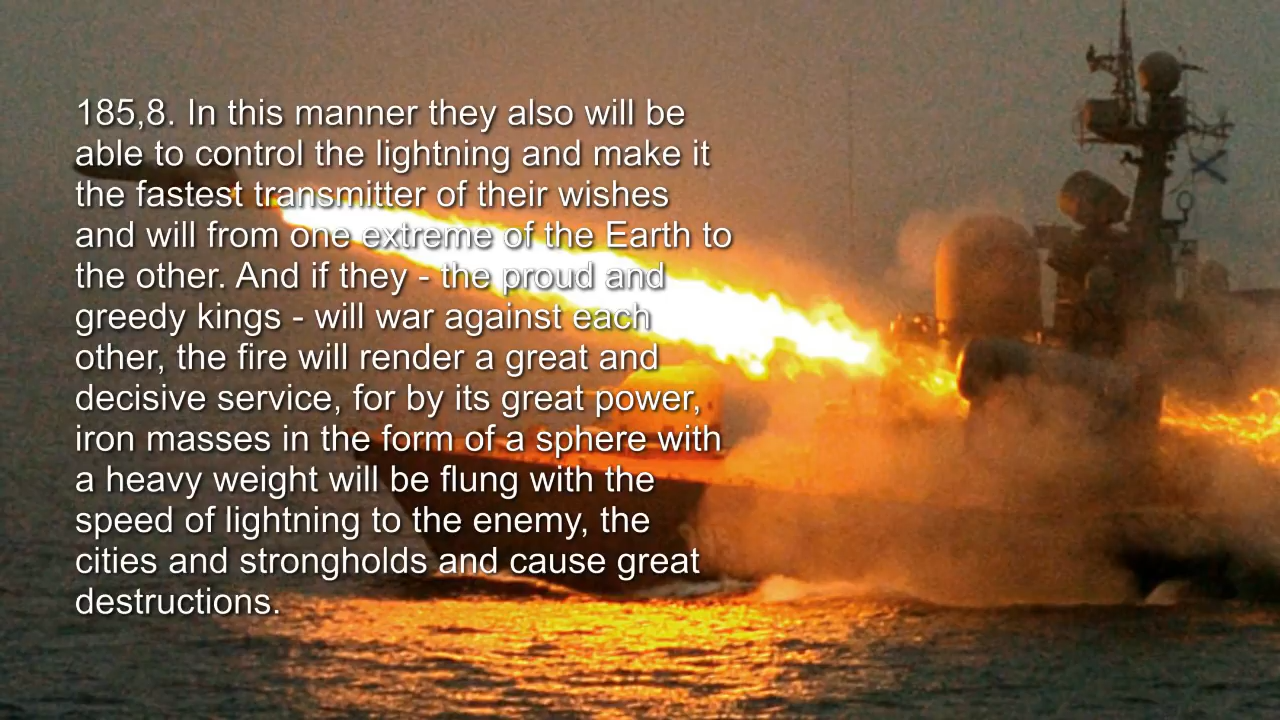 185,8. In this manner they also will be
able to control the lightning and make it
the fastest transmitter of their wishes
and will from one extreme of the Earth to
the other. And if they - the proud and
greedy kings - will war against each
other, the fire will render a great and
decisive service, for by its great power,
iron masses in the form of a sphere with
a heavy weight will be flung with the
speed of lightning to the enemy, the
cities and strongholds and cause great
destructions.